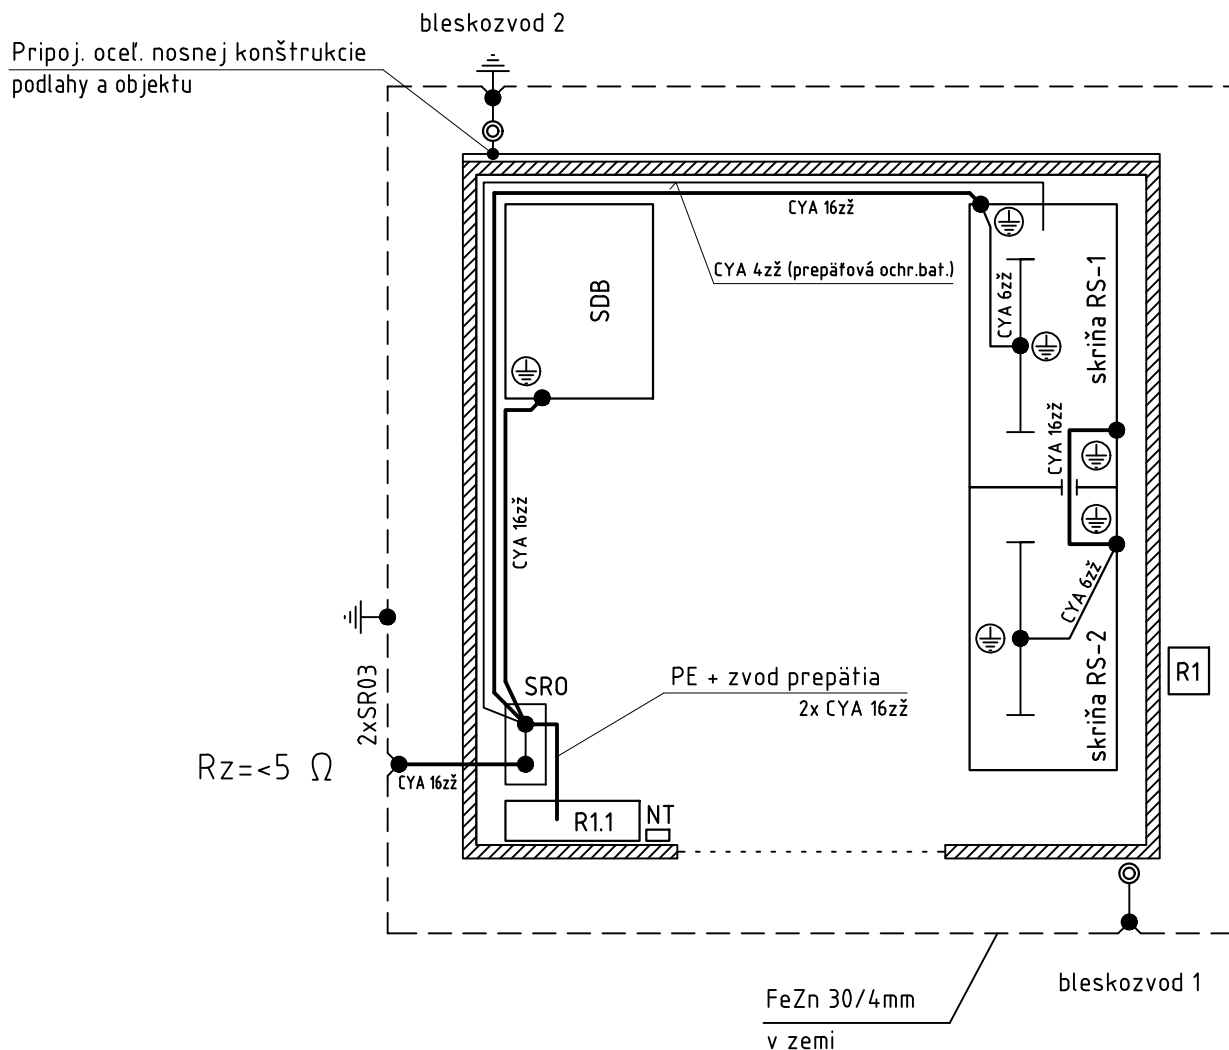 bleskozvod 2
Pripoj. oceľ. nosnej konštrukcie
podlahy a objektu
CYA 16zž
CYA 4zž (prepäťová ochr.bat.)
SDB
CYA 6zž
skriňa RS-1
CYA 16zž
CYA 16zž
CYA 6zž
skriňa RS-2
R1
2xSR03
SR0
PE + zvod prepätia
2x CYA 16zž
Rz=<5 Ω
CYA 16zž
R1.1
NT
bleskozvod 1
FeZn 30/4mm
v zemi